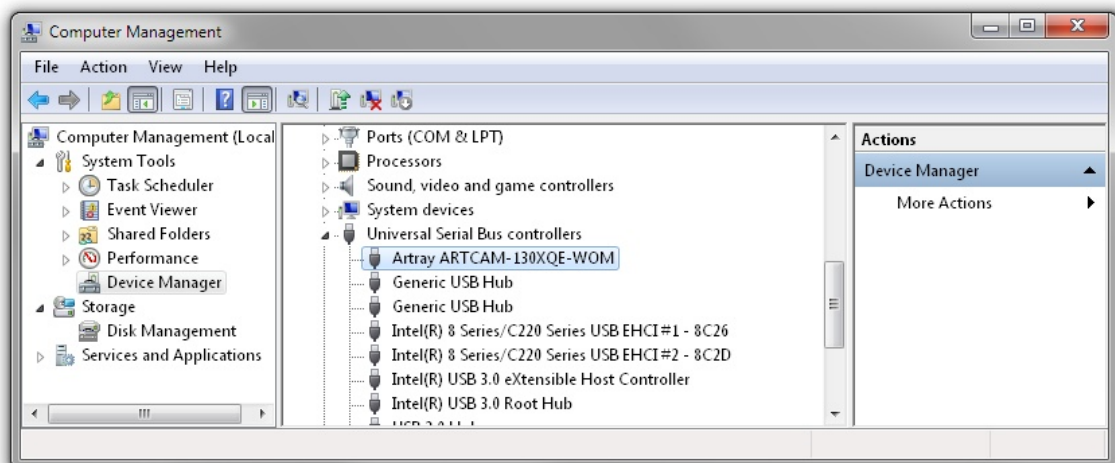 Computer Management
File Action View Help
Computer Management (Local
System Tools
Task Scheduler
Event Viewer
Shared Folders
Performance
Device Manager
Storage
Disk Management
Services and Applications
Ports (COM & LPT)
Processors
Sound, video and game controllers
System devices
Universal Serial Bus controllers
Artray ARTCAM-130XQE-WOM
Generic USB Hub
Generic USB Hub
Intel(R) 8 Series/C220 Series USB EHCI #1 - 8C26
Intel(R) 8 Series/C220 Series USB EHCI #2 - 8C2D
Intel(R) USB 3.0 eXtensible Host Controller
Intel(R) USB 3.0 Root Hub
Actions
Device Manager
More Actions